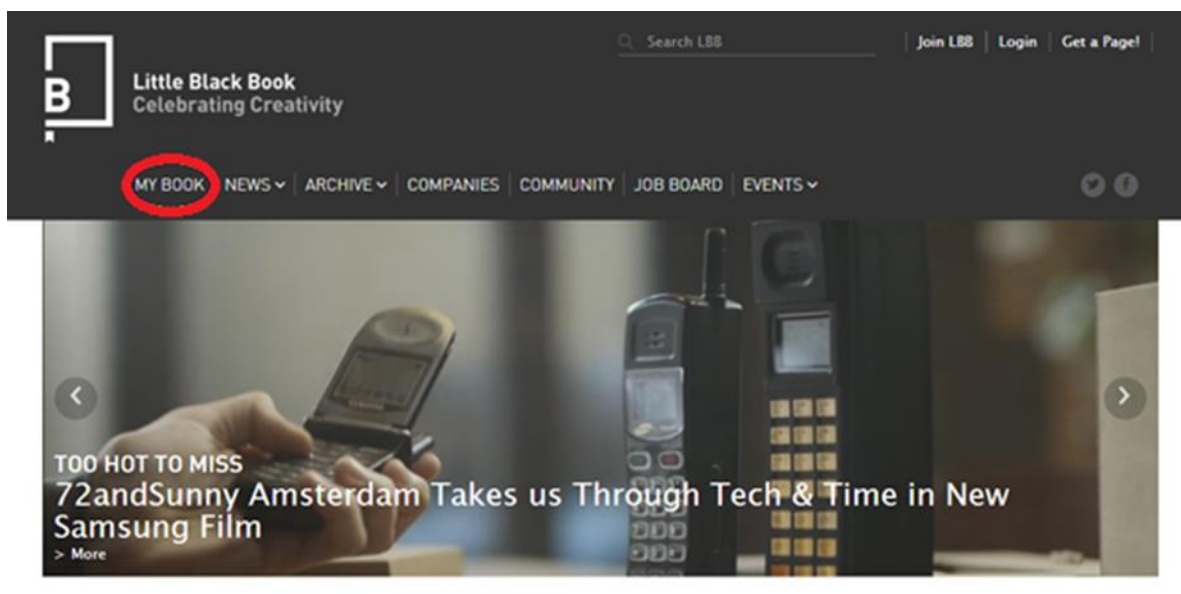 Search LBB
Join LBB
Login
Get a Page!
B
Little Black Book
Celebrating Creativity
MY BOOK
NEWS
ARCHIVE
COMPANIES
COMMUNITY
JOB BOARD
EVENTS
TOO HOT TO MISS
72andSunny Amsterdam Takes us Through Tech & Time in New
Samsung Film
> More